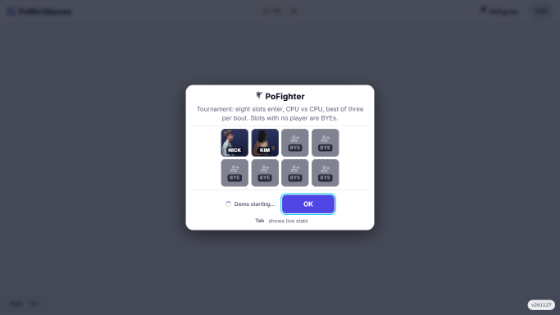 PoMiniGames
PoFighter
PoFighter
Tournament: eight slots enter, CPU vs CPU, best of three
per bout. Slots with no player are BYEs.
NICK KIM BYE BYE
BYE BYE BYE BYE
Demo starting... OK
Tab shows live stats